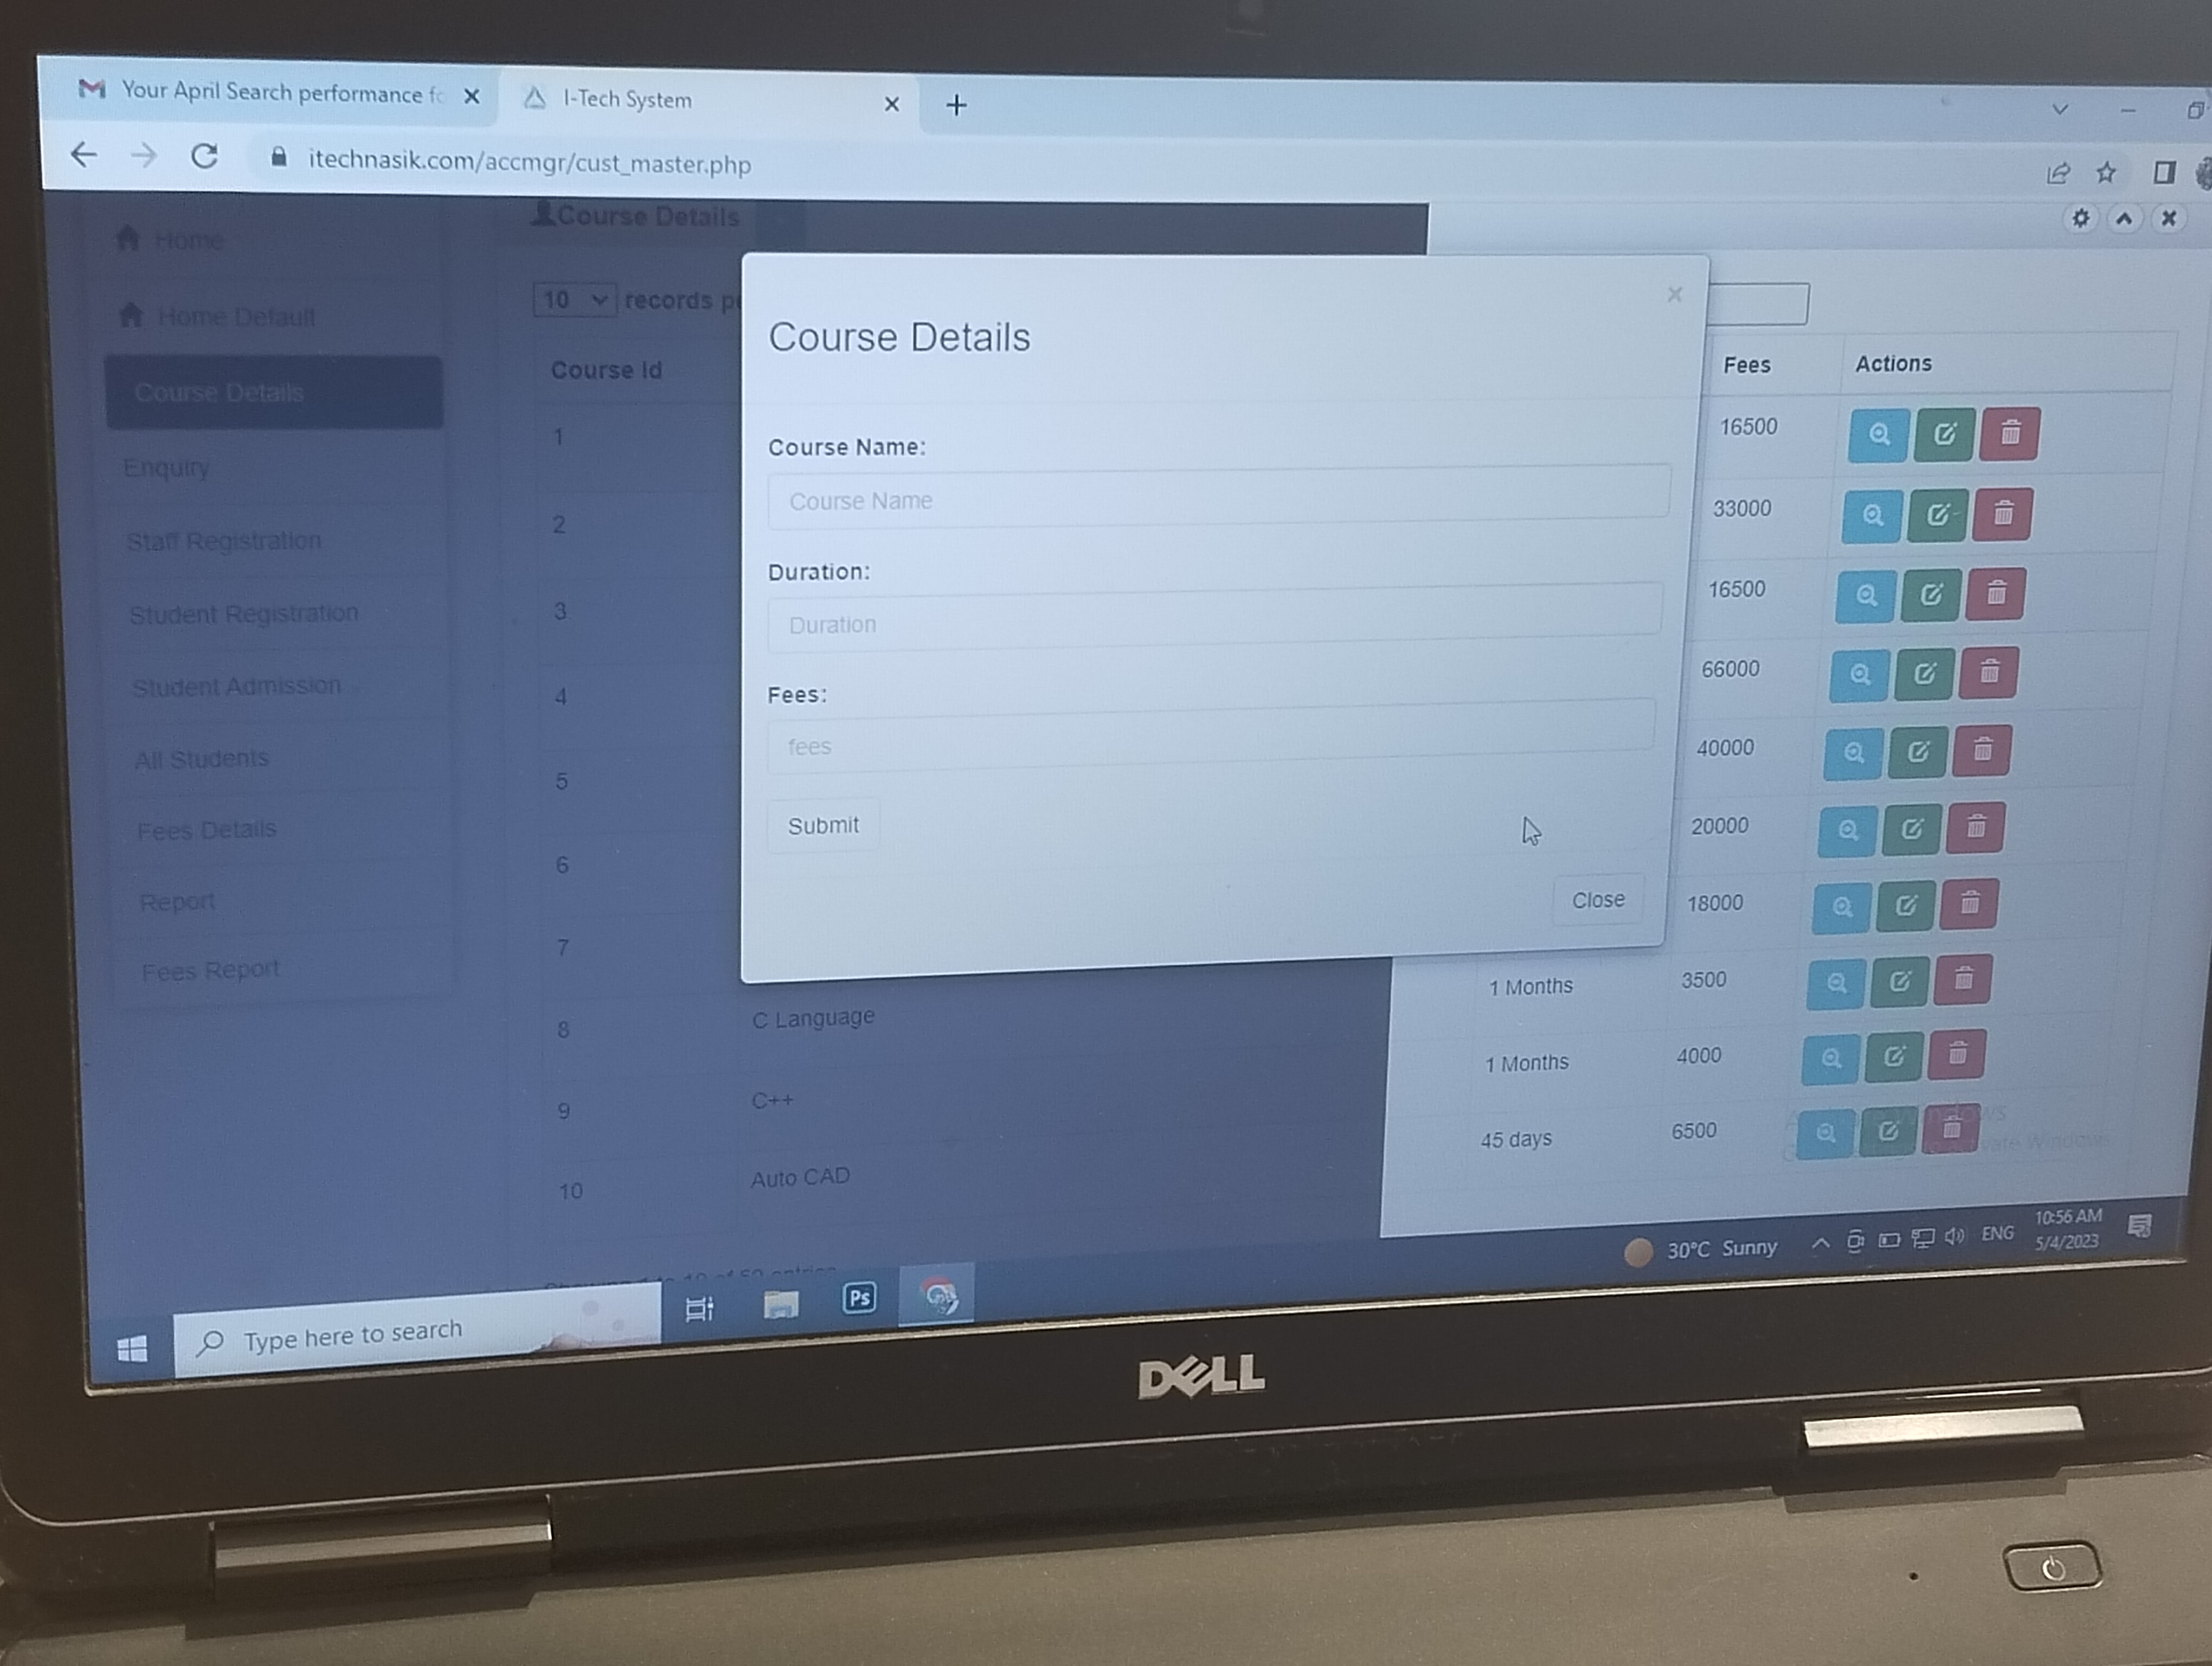 Your April Search performance fo
I-Tech System
itechnasik.com/accmgr/cust_master.php
Home
Home Default
Course Details
Enquiry
Staff Registration
Student Registration
Student Admission
All Students
Fees Details
Report
Fees Report
Course Details
10 records
Course Id
Fees
Actions
1
16500
2
33000
3
16500
4
66000
5
40000
6
20000
7
18000
8
C Language
1 Months
3500
9
C++
1 Months
4000
10
Auto CAD
45 days
6500
Course Details
Course Name:
Course Name
Duration:
Duration
Fees:
fees
Submit
Close
Type here to search
Ps
30°C Sunny
ENG
10:56 AM
5/4/2023
DELL